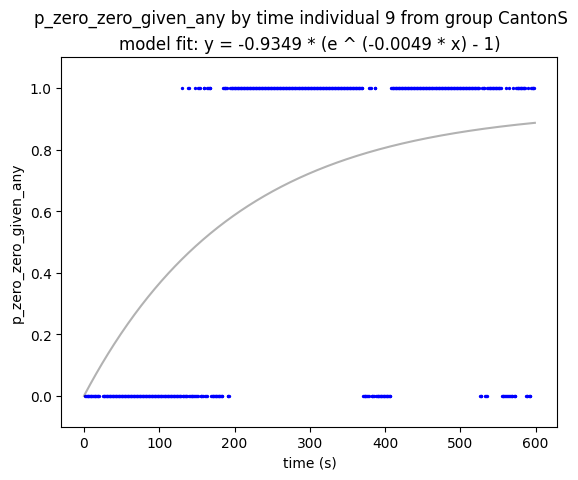 p_zero_zero_given_any by time individual 9 from group CantonS
model fit: y = -0.9349 * (e ^ (-0.0049 * x) - 1)
p_zero_zero_given_any
1.0
0.8
0.6
0.4
0.2
0.0
0 100 200 300 400 500 600
time (s)